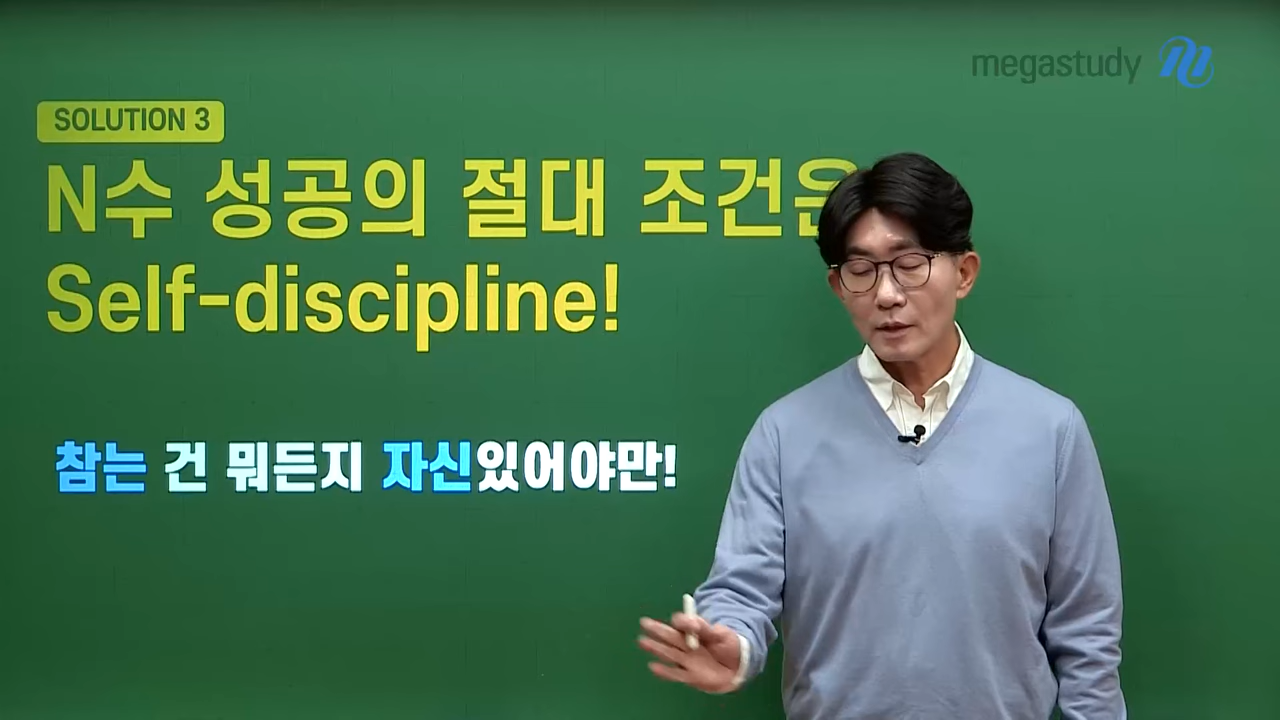 megastudy
SOLUTION 3
N수 성공의 절대 조건은
Self-discipline!
참는 건 뭐든지 자신있어야만!